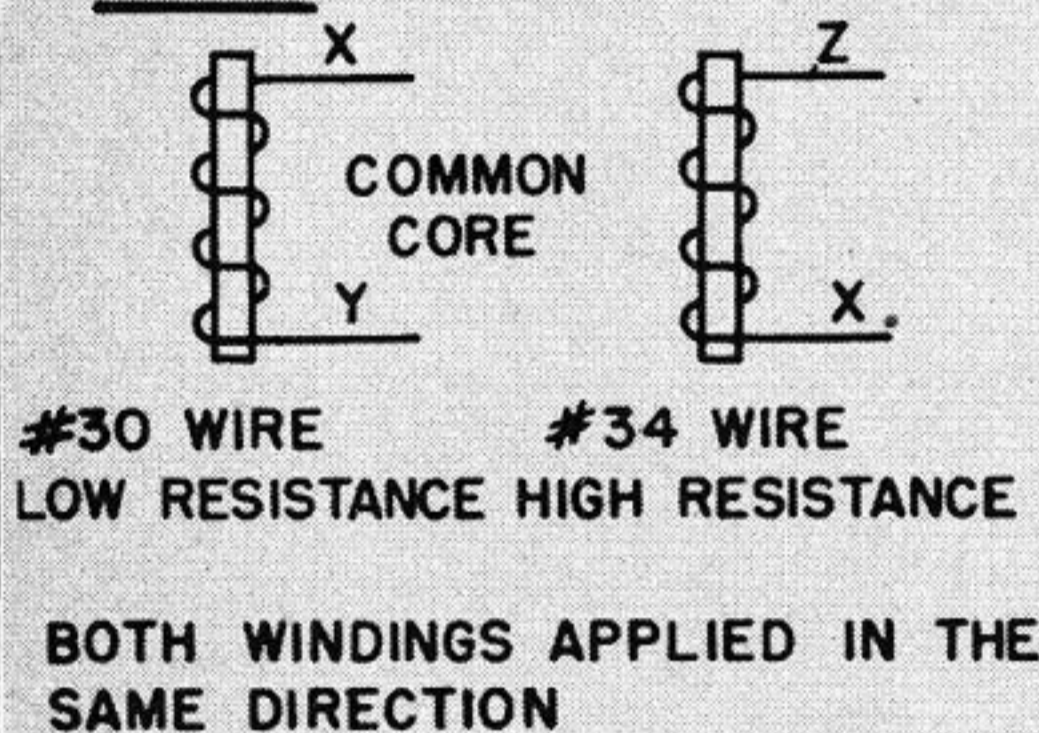 X Z
COMMON
CORE
Y X
#30 WIRE #34 WIRE
LOW RESISTANCE HIGH RESISTANCE
BOTH WINDINGS APPLIED IN THE
SAME DIRECTION